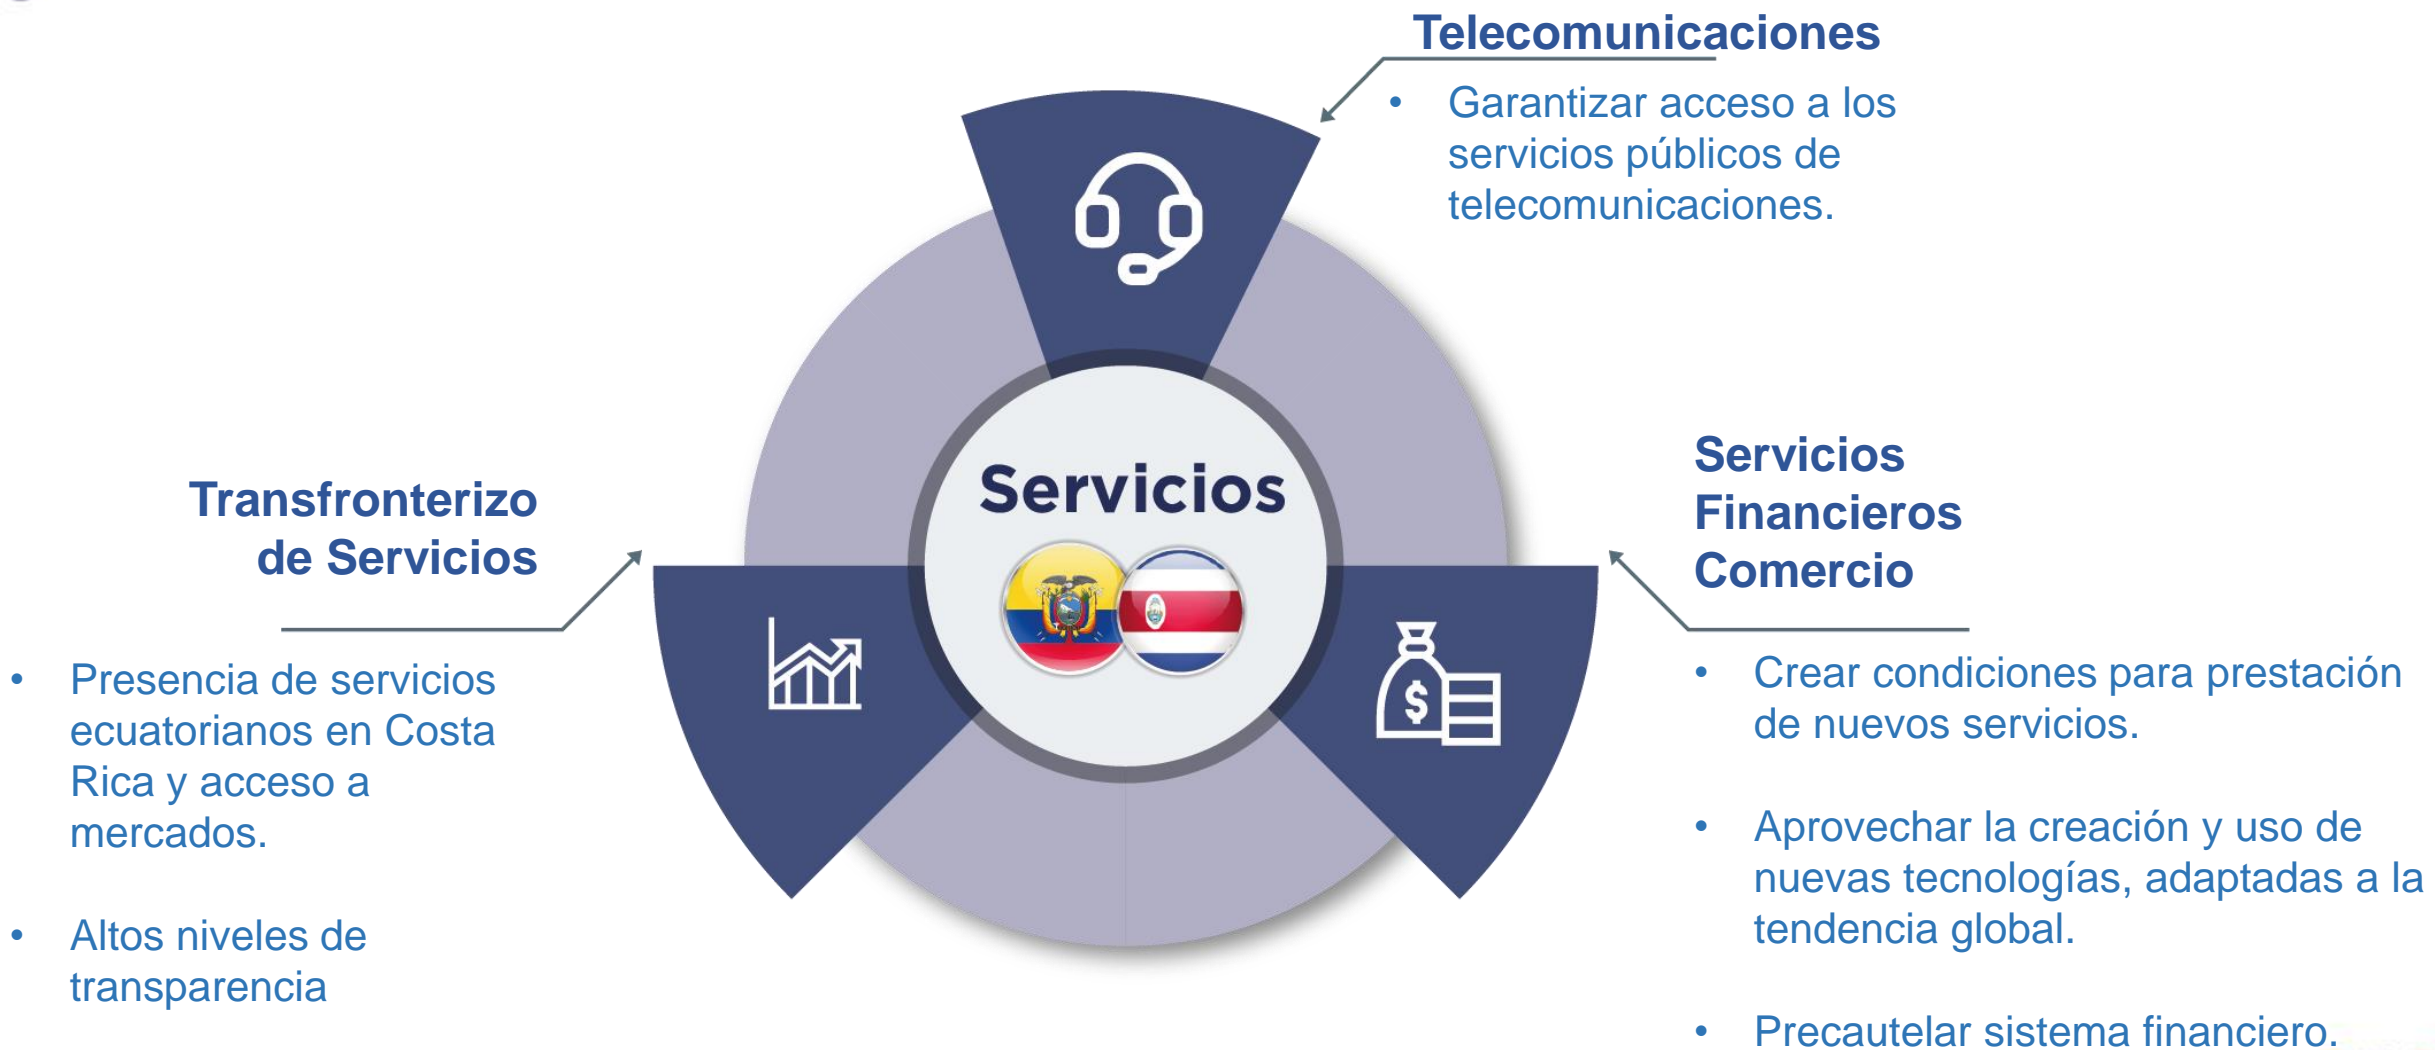 Telecomunicaciones
• Garantizar acceso a los
servicios públicos de
telecomunicaciones.
Servicios
Transfronterizo
de Servicios
• Presencia de servicios
ecuatorianos en Costa
Rica y acceso a
mercados.
• Altos niveles de
transparencia
Servicios
Financieros
Comercio
$
• Crear condiciones para prestación
de nuevos servicios.
• Aprovechar la creación y uso de
nuevas tecnologías, adaptadas a la
tendencia global.
• Precautelar sistema financiero.